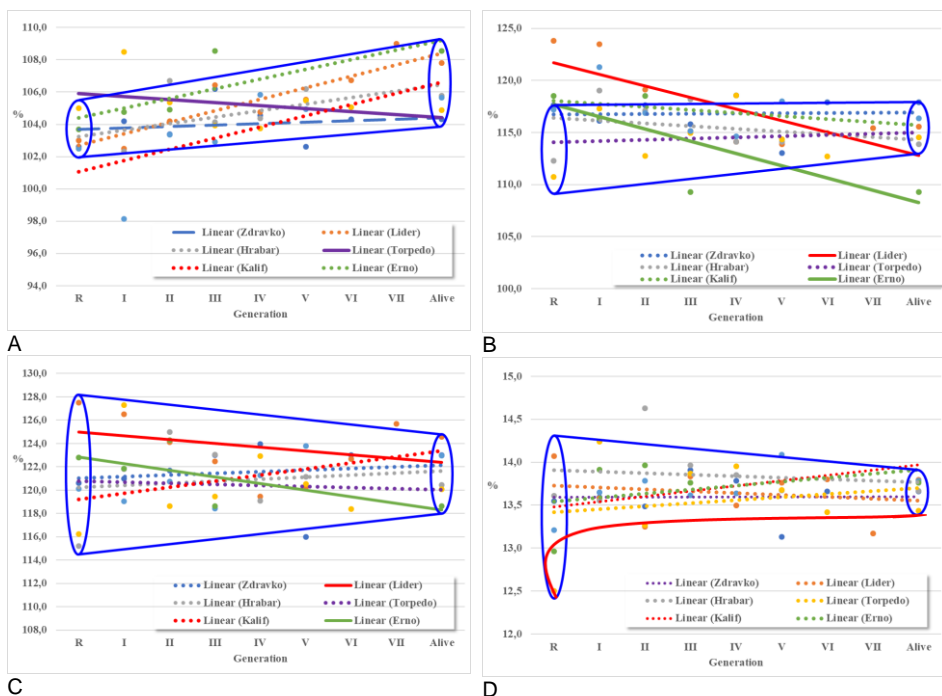 110,0
108,0
106,0
104,0
%
102,0
100,0
98,0
96,0
94,0
Linear (Zdravko) Linear (Lider)
Linear (Hrabar) Linear (Torpedo)
Linear (Kalif) Linear (Erno)
R I II III IV V VI VII Alive
Generation
A
125,0
120,0
%
115,0
110,0
105,0
100,0
Linear (Zdravko) Linear (Lider)
Linear (Hrabar) Linear (Torpedo)
Linear (Kalif) Linear (Erno)
R I II III IV V VI VII Alive
Generation
B
130,0
128,0
126,0
124,0
%
122,0
120,0
118,0
116,0
114,0
112,0
110,0
108,0
Linear (Zdravko) Linear (Lider)
Linear (Hrabar) Linear (Torpedo)
Linear (Kalif) Linear (Erno)
R I II III IV V VI VII Alive
Generation
C
15,0
14,5
14,0
%
13,5
13,0
12,5
12,0
Linear (Zdravko) Linear (Lider)
Linear (Hrabar) Linear (Torpedo)
Linear (Kalif) Linear (Erno)
R I II III IV V VI VII Alive
Generation
D